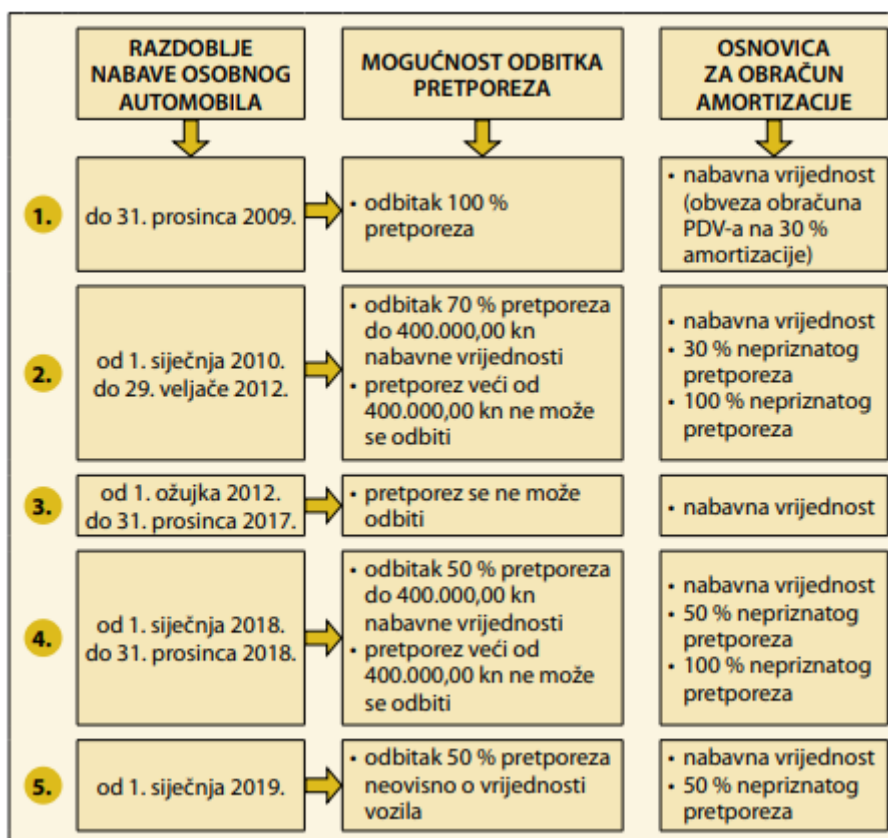 RAZDOBLJE
NABAVE OSOBNOG
AUTOMOBILA
MOGUĆNOST ODBITKA
PRETPOREZA
OSNOVICA
ZA OBRAČUN
AMORTIZACIJE
1.
do 31. prosinca 2009.
• odbitak 100 %
pretporeza
• nabavna vrijednost
(obveza obračuna
PDV-a na 30 %
amortizacije)
2.
od 1. siječnja 2010.
do 29. veljače 2012.
• odbitak 70 % pretporeza
do 400.000,00 kn
nabavne vrijednosti
• pretporez veći od
400.000,00 kn ne može
se odbiti
• nabavna vrijednost
• 30 % nepriznatog
pretporeza
• 100 % nepriznatog
pretporeza
3.
od 1. ožujka 2012.
do 31. prosinca 2017.
• pretporez se ne može
odbiti
• nabavna vrijednost
4.
od 1. siječnja 2018.
do 31. prosinca 2018.
• odbitak 50 % pretporeza
do 400.000,00 kn
nabavne vrijednosti
• pretporez veći od
400.000,00 kn ne može
se odbiti
• nabavna vrijednost
• 50 % nepriznatog
pretporeza
• 100 % nepriznatog
pretporeza
5.
od 1. siječnja 2019.
• odbitak 50 % pretporeza
neovisno o vrijednosti
vozila
• nabavna vrijednost
• 50 % nepriznatog
pretporeza